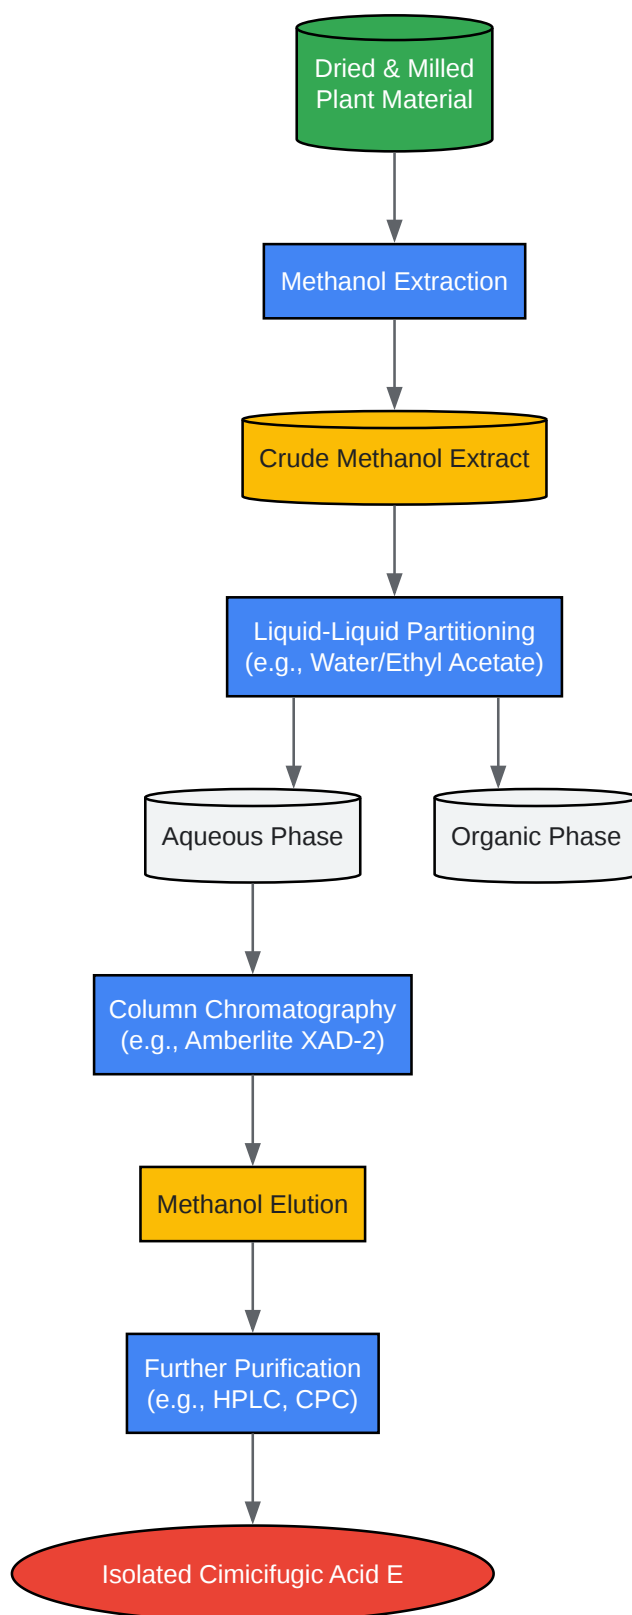 Dried & Milled
Plant Material
Methanol Extraction
Crude Methanol Extract
Liquid-Liquid Partitioning
(e.g., Water/Ethyl Acetate)
Aqueous Phase
Organic Phase
Column Chromatography
(e.g., Amberlite XAD-2)
Methanol Elution
Further Purification
(e.g., HPLC, CPC)
Isolated Cimicifugic Acid E